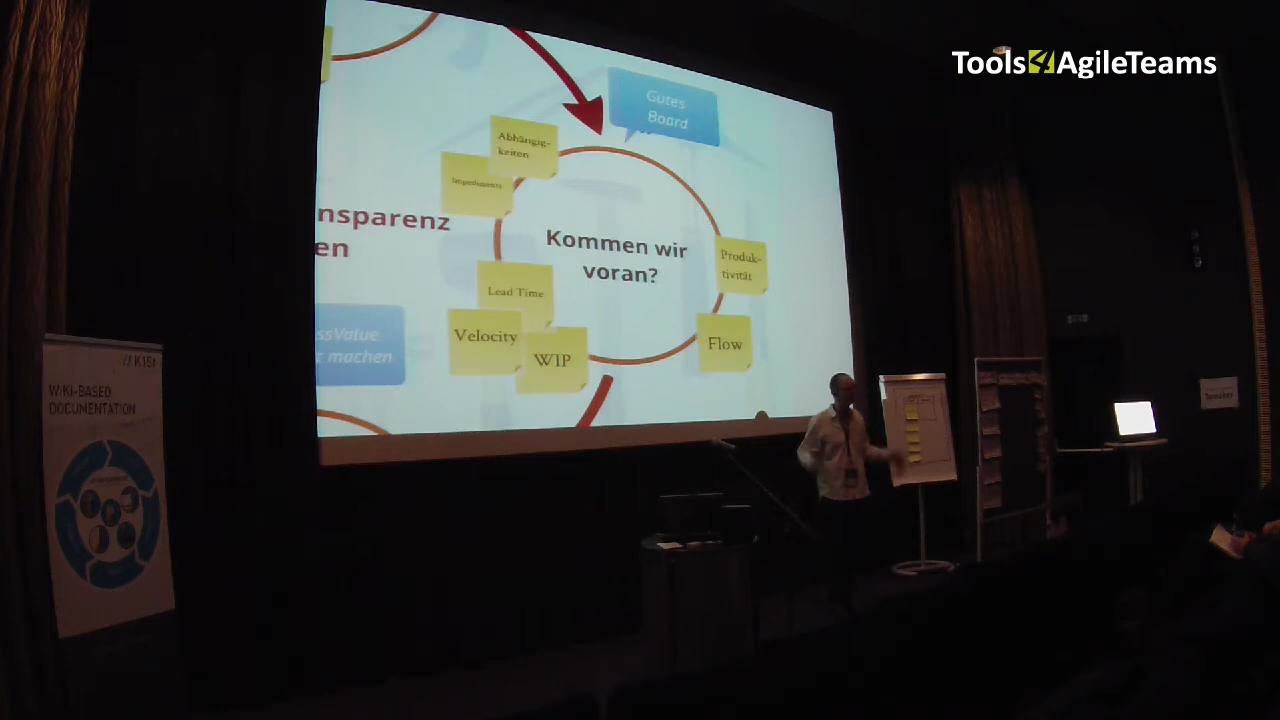 Tools4AgileTeams
Gutes
Board
Abhängig-
keiten
Impediments
nsparenz
en
Kommen wir
voran?
Produk-
tivität
Lead Time
Velocity
WIP
Flow
ssValue
machen
// K15t
WIKI-BASED
DOCUMENTATION